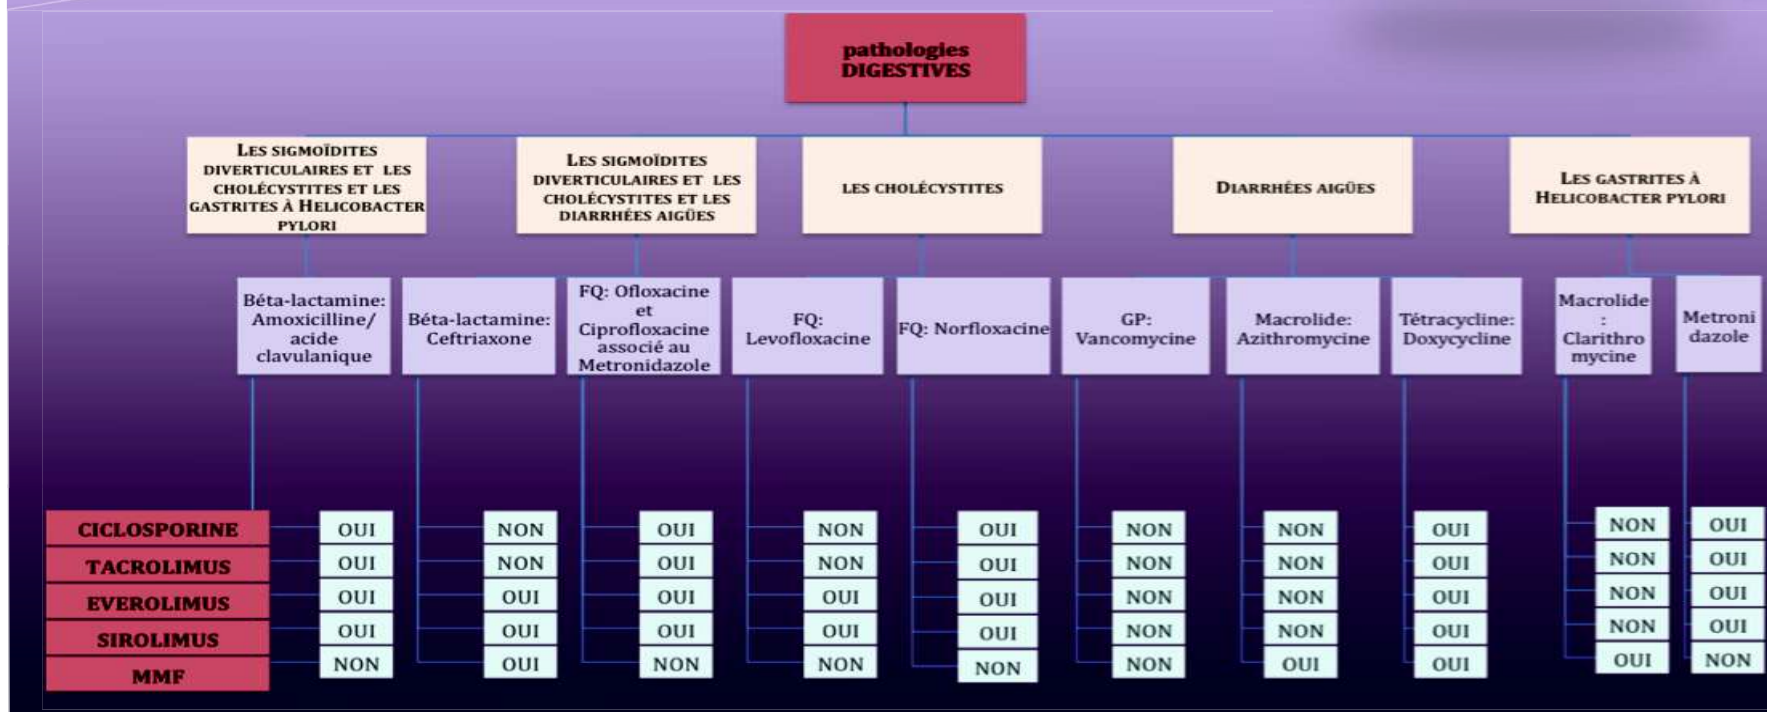 pathologies
DIGESTIVES
LES SIGMOÏDITES
DIVERTICULAIRES ET LES
CHOLÉCYSTITES ET LES
GASTRITES À HELICOBACTER
PYLORI
LES SIGMOÏDITES
DIVERTICULAIRES ET LES
CHOLÉCYSTITES ET LES
DIARRHÉES AIGÜES
LES CHOLÉCYSTITES
DIARRHÉES AIGÜES
LES GASTRITES À
HELICOBACTER PYLORI
Béta-lactamine:
Amoxicilline/
acide
clavulanique
Béta-lactamine:
Ceftriaxone
FQ: Ofloxacine
et
Ciprofloxacine
associé au
Metronidazole
FQ:
Levofloxacine
FQ: Norfloxacine
GP:
Vancomycine
Macrolide:
Azithromycine
Tétracycline:
Doxycycline
Macrolide
:
Clarithro
mycine
Metroni
dazole
CICLOSPORINE OUI NON OUI NON OUI NON NON OUI NON OUI
TACROLIMUS OUI NON OUI NON OUI NON NON OUI NON OUI
EVEROLIMUS OUI OUI OUI OUI OUI NON NON OUI NON OUI
SIROLIMUS OUI OUI OUI OUI OUI NON NON OUI NON OUI
MMF NON OUI NON NON NON NON OUI OUI OUI NON